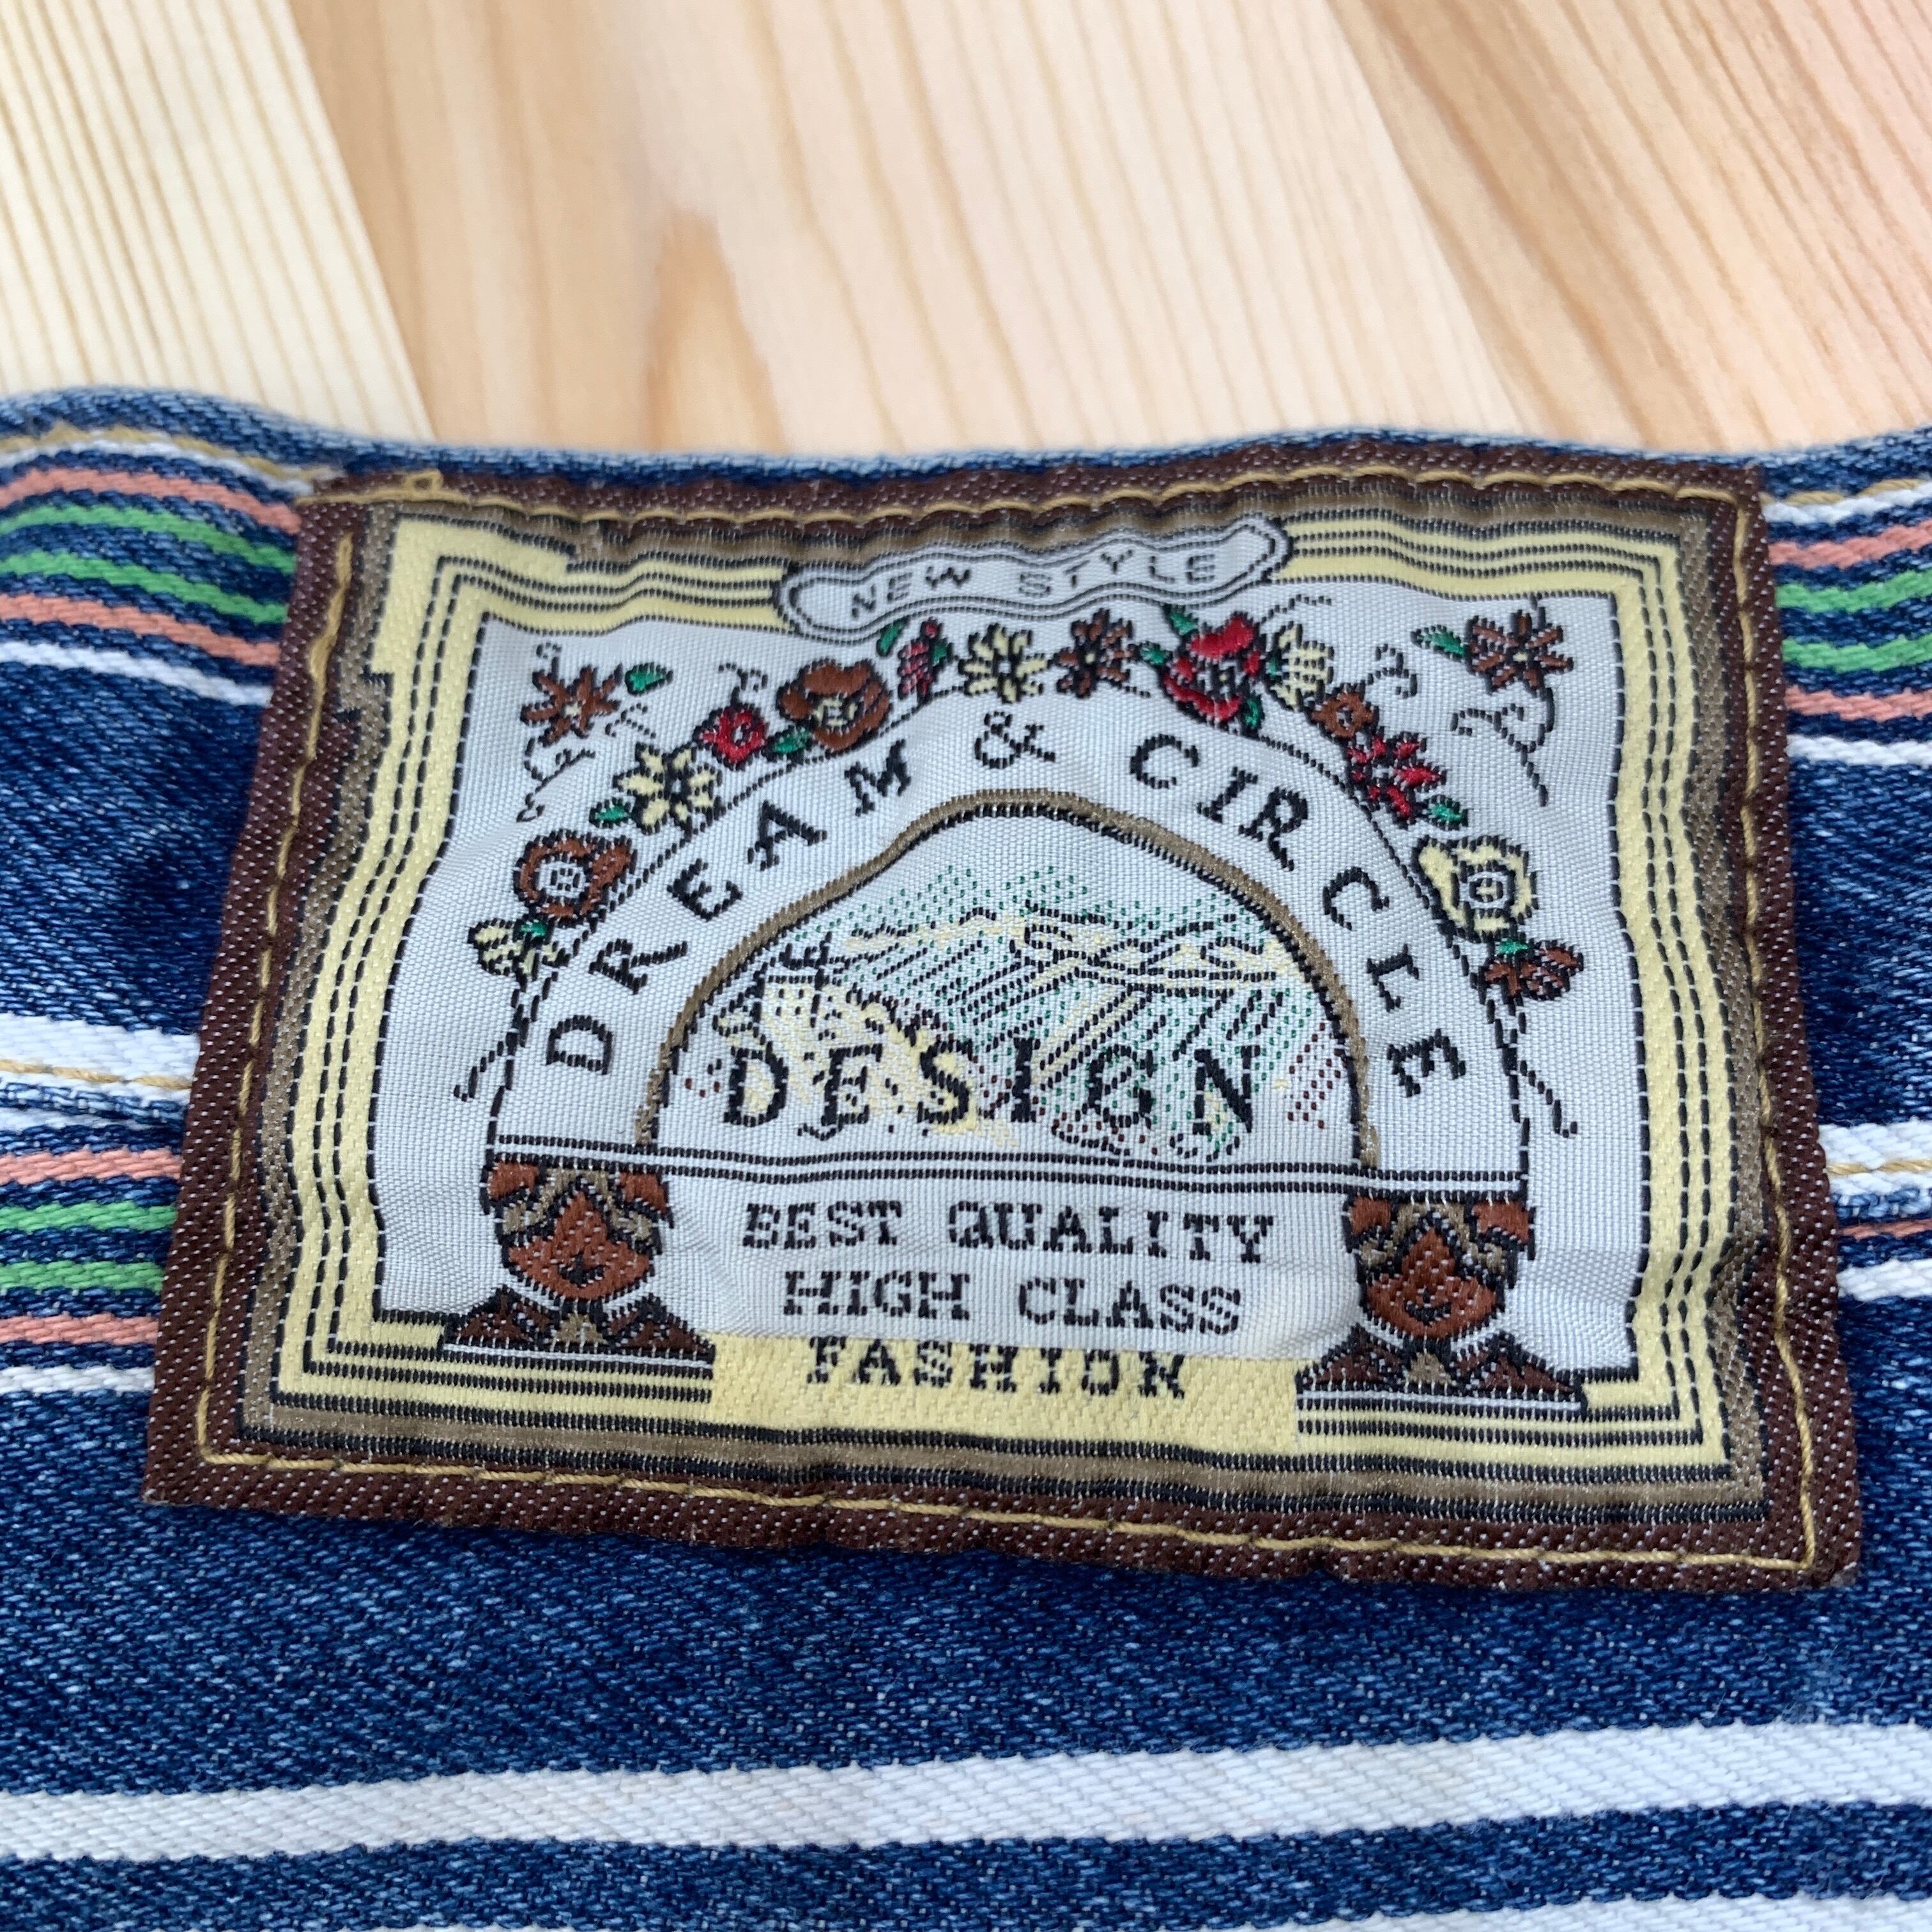 NEW STYLE
DREAM & CIRCLE
DESIGN
BEST QUALITY
HIGH CLASS
FASHION